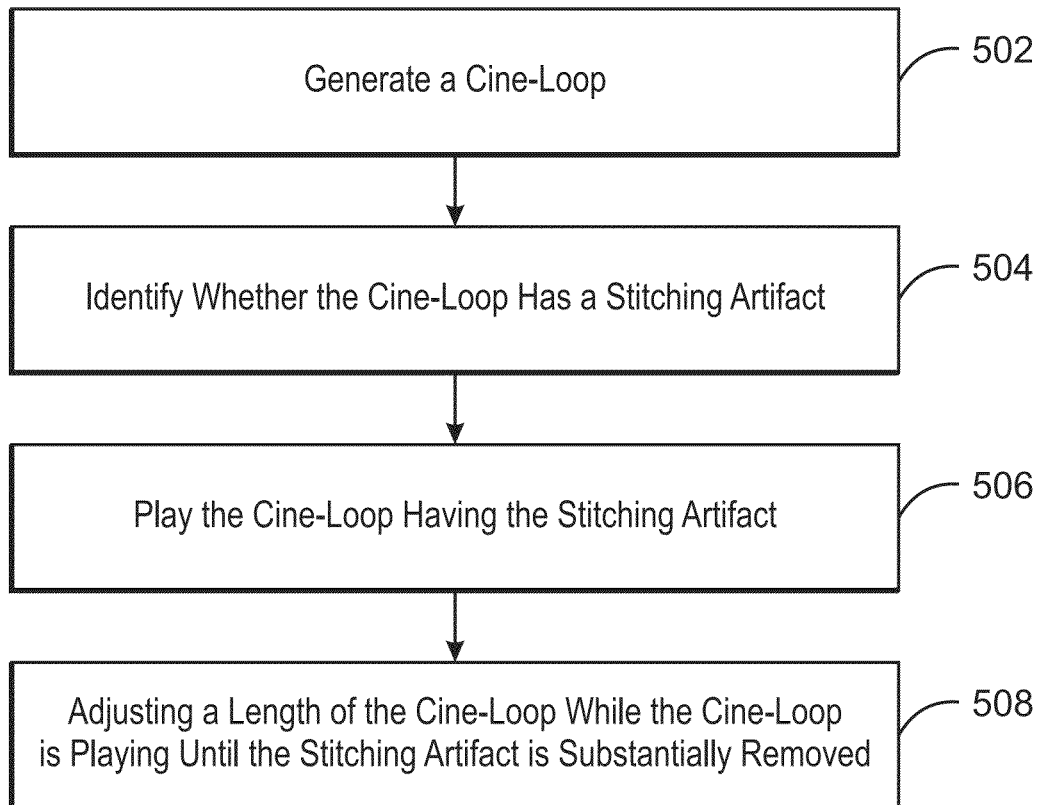 Generate a Cine-Loop
502
Identify Whether the Cine-Loop Has a Stitching Artifact
504
Play the Cine-Loop Having the Stitching Artifact
506
Adjusting a Length of the Cine-Loop While the Cine-Loop
is Playing Until the Stitching Artifact is Substantially Removed
508